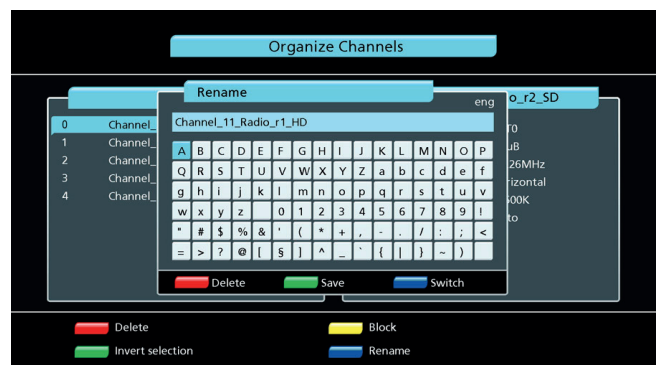 Organize Channels
Rename
eng
o_r2_SD
Channel_11_Radio_r1_HD
0 Channel_
1 Channel_
2 Channel_
3 Channel_
4 Channel_
T0
uB
26MHz
rizontal
500K
to
A B C D E F G H I J K L M N O P
Q R S T U V W X Y Z a b c d e f
g h i j k l m n o p q r s t u v
w x y z 0 1 2 3 4 5 6 7 8 9 !
" # $ % & ' ( * + , - . / : ; <
= > ? @ [ § ] ^ _ ` { | } ~ )
Delete Save Switch
Delete Block
Invert selection Rename